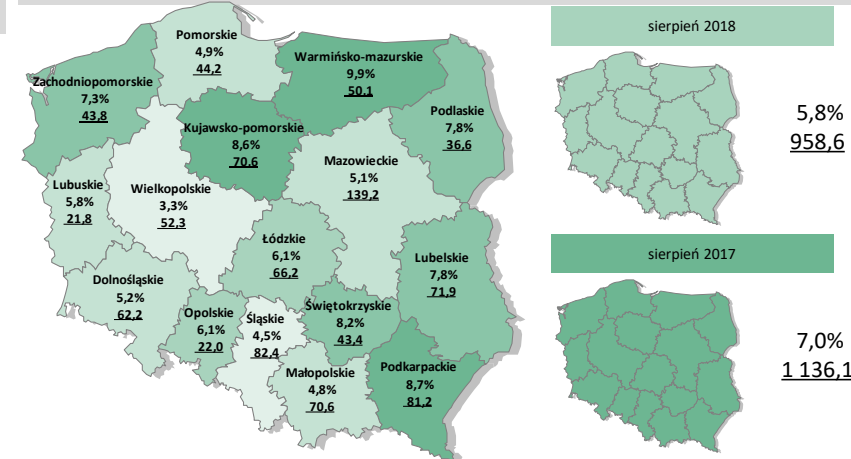 Pomorskie
4,9%
44,2
Warmińsko-mazurskie
9,9%
50,1
Zachodniopomorskie
7,3%
43,8
Podlaskie
7,8%
36,6
Kujawsko-pomorskie
8,6%
70,6
Mazowieckie
5,1%
139,2
Lubuskie
5,8%
21,8
Wielkopolskie
3,3%
52,3
Łódzkie
6,1%
66,2
Lubelskie
7,8%
71,9
Dolnośląskie
5,2%
62,2
Opolskie
6,1%
22,0
Śląskie
4,5%
82,4
Świętokrzyskie
8,2%
43,4
Małopolskie
4,8%
70,6
Podkarpackie
8,7%
81,2
sierpień 2018
5,8%
958,6
sierpień 2017
7,0%
1 136,1